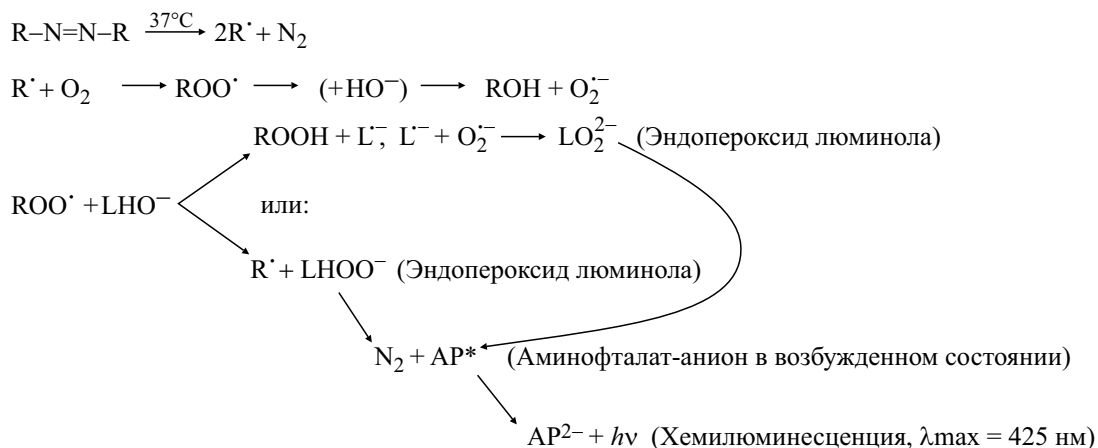 R–N=N–R 37°C → 2R˙ + N₂
R˙ + O₂ → ROO˙ → (+HO⁻) → ROH + O₂˙⁻
ROOH + L˙⁻, L˙⁻ + O₂˙⁻ → LO₂²⁻ (Эндопероксид люминола)
ROO˙ + LHO⁻ или:
R˙ + LHOO⁻ (Эндопероксид люминола)
N₂ + AP* (Аминофталат-анион в возбужденном состоянии)
AP²⁻ + hν (Хемилюминесценция, λmax = 425 нм)